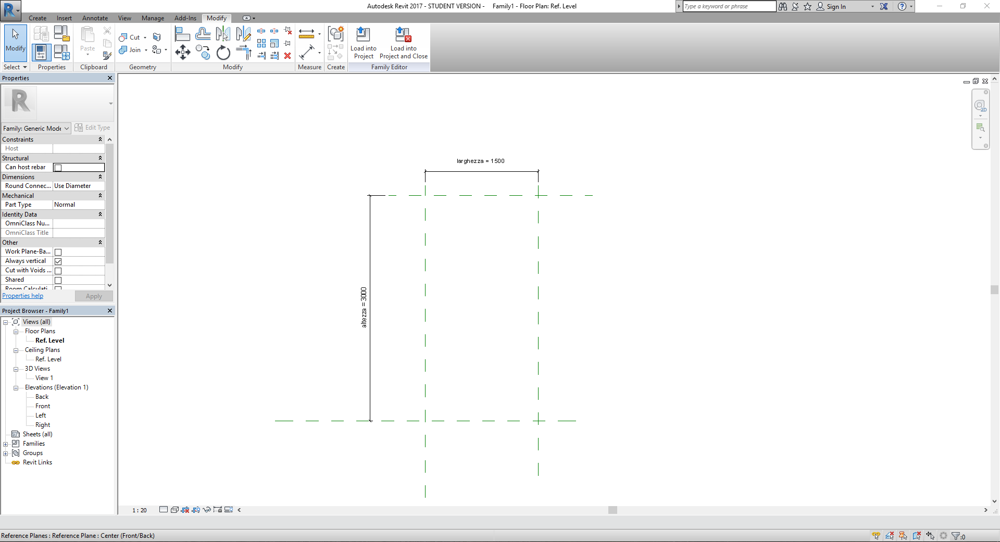 Autodesk Revit 2017 - STUDENT VERSION - Family1 - Floor Plan: Ref. Level
Type a keyword or phrase
Sign In
Create Insert Annotate View Manage Add-Ins Modify
Modify
Paste
Cut
Join
Load into
Project
Load into
Project and Close
Select Properties Clipboard Geometry Modify Measure Create Family Editor
Properties
R
Family: Generic Mode
Edit Type
Constraints
Host
Structural
Can host rebar
Dimensions
Round Connec... Use Diameter
Mechanical
Part Type Normal
Identity Data
OmniClass Nu...
OmniClass Title
Other
Work Plane-Ba...
Always vertical
Cut with Voids ...
Shared
Room Calculati
Properties help
Apply
Project Browser - Family1
Views (all)
Floor Plans
Ref. Level
Ceiling Plans
Ref. Level
3D Views
View 1
Elevations (Elevation 1)
Back
Front
Left
Right
Sheets (all)
Families
Groups
Revit Links
larghezza = 1500
altezza = 3000
2D
1 : 20
Reference Planes : Reference Plane : Center (Front/Back)
:0